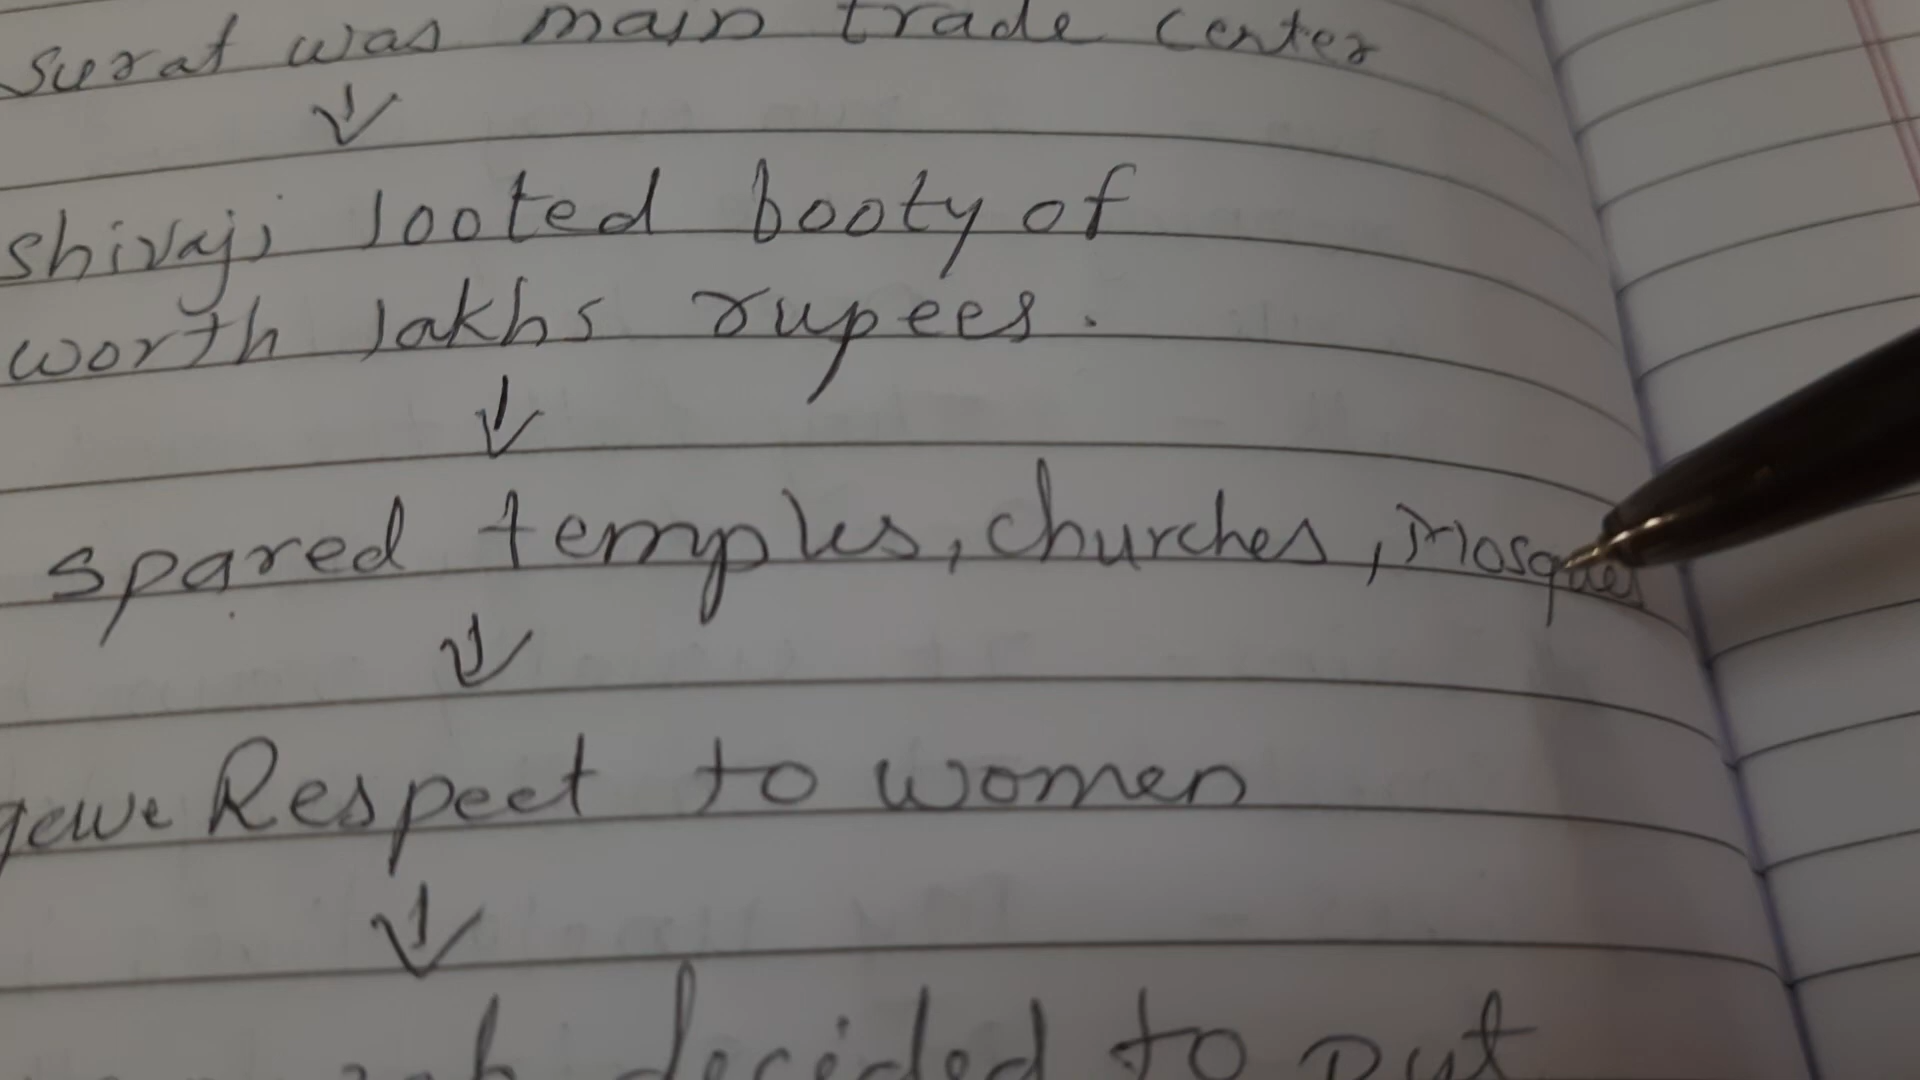 Surat was main trade center
↓
Shivaji looted booty of
worth lakhs rupees.
↓
spared temples, churches, Mosques
↓
Respect to women
↓
decided to put